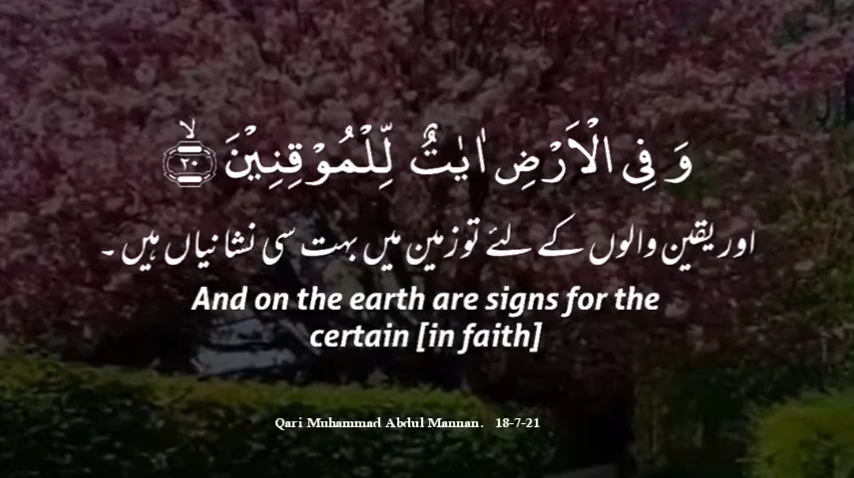 وَ فِی الْاَرْضِ اٰیٰتٌ لِّلْمُوْقِنِیْنَ ۙ﴿۲۰﴾
اور یقین والوں کے لئے تو زمین میں بہت سی نشانیاں ہیں ۔
And on the earth are signs for the
certain [in faith]
Qari Muhammad Abdul Mannan. 18-7-21